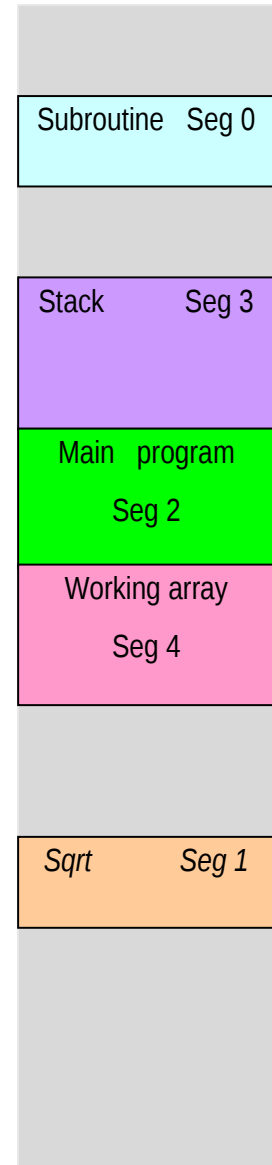 Subroutine Seg 0
Stack Seg 3
Main program
Seg 2
Working array
Seg 4
Sqrt Seg 1